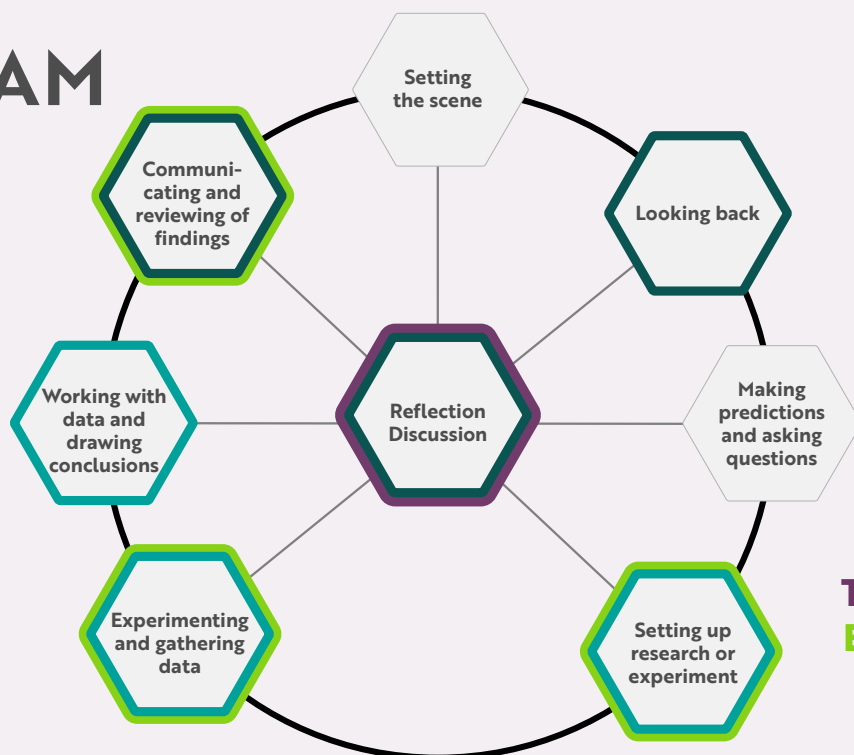 AM
Setting
the scene
Communi-
cating and
reviewing of
findings
Looking back
Working with
data and
drawing
conclusions
Reflection
Discussion
Making
predictions
and asking
questions
Experimenting
and gathering
data
Setting up
research or
experiment